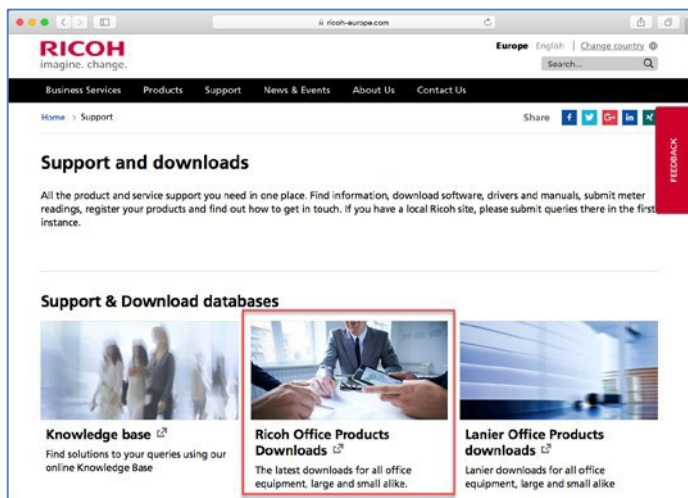 ricoh-europe.com
RICOH
imagine. change.
Europe English | Change country
Search...
Business Services Products Support News & Events About Us Contact Us
Home > Support
Share
FEEDBACK
Support and downloads
All the product and service support you need in one place. Find information, download software, drivers and manuals, submit meter
readings, register your products and find out how to get in touch. If you have a local Ricoh site, please submit queries there in the first
instance.
Support & Download databases
Knowledge base
Find solutions to your queries using our
online Knowledge Base
Ricoh Office Products
Downloads
The latest downloads for all office
equipment, large and small alike.
Lanier Office Products
downloads
Lanier downloads for all office
equipment, large and small alike